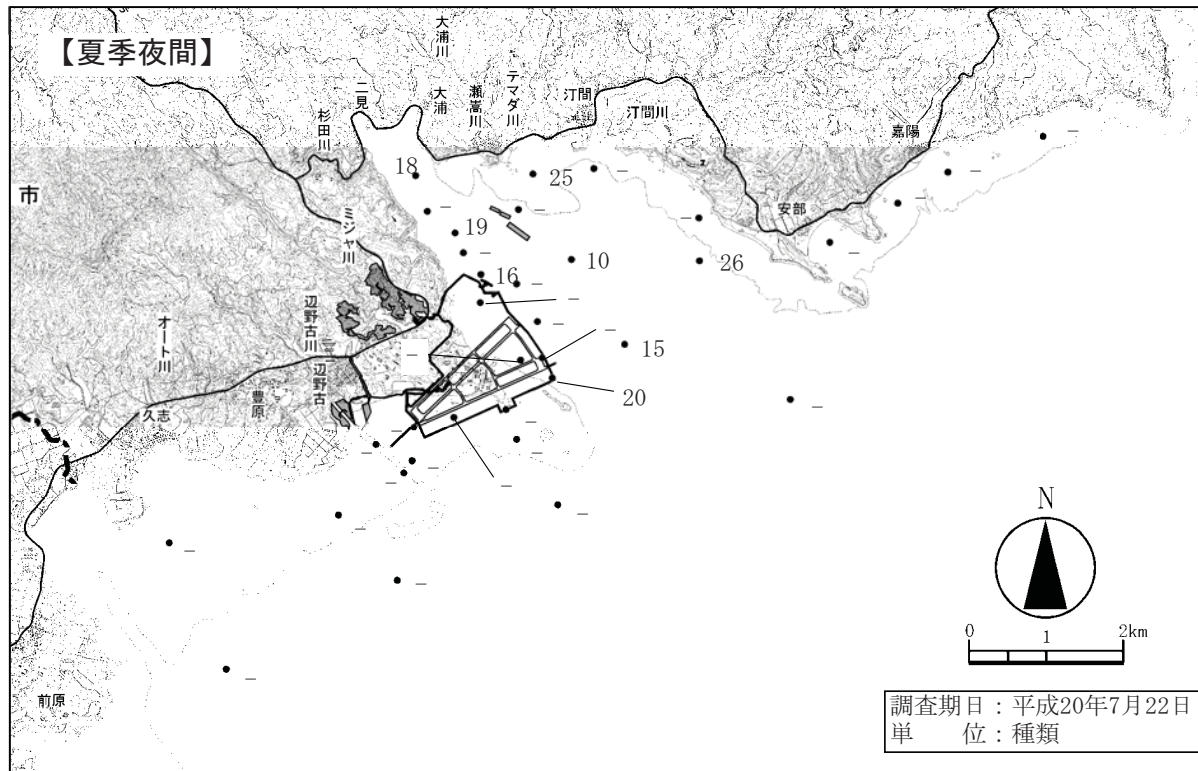 【夏季夜間】
大浦川
二見
杉田川
大浦
瀬嵩川
テマダ川
汀間
汀間川
嘉陽
安部
市
ミジャ川
辺野古川
辺野古
オート川
豊原
久志
前原
18
25
–
–
–
–
–
19
–
–
–
–
10
26
16
–
–
–
–
15
–
20
–
–
–
–
–
–
–
–
–
–
–
–
–
N
0 1 2km
調査期日:平成20年7月22日
単 位:種類